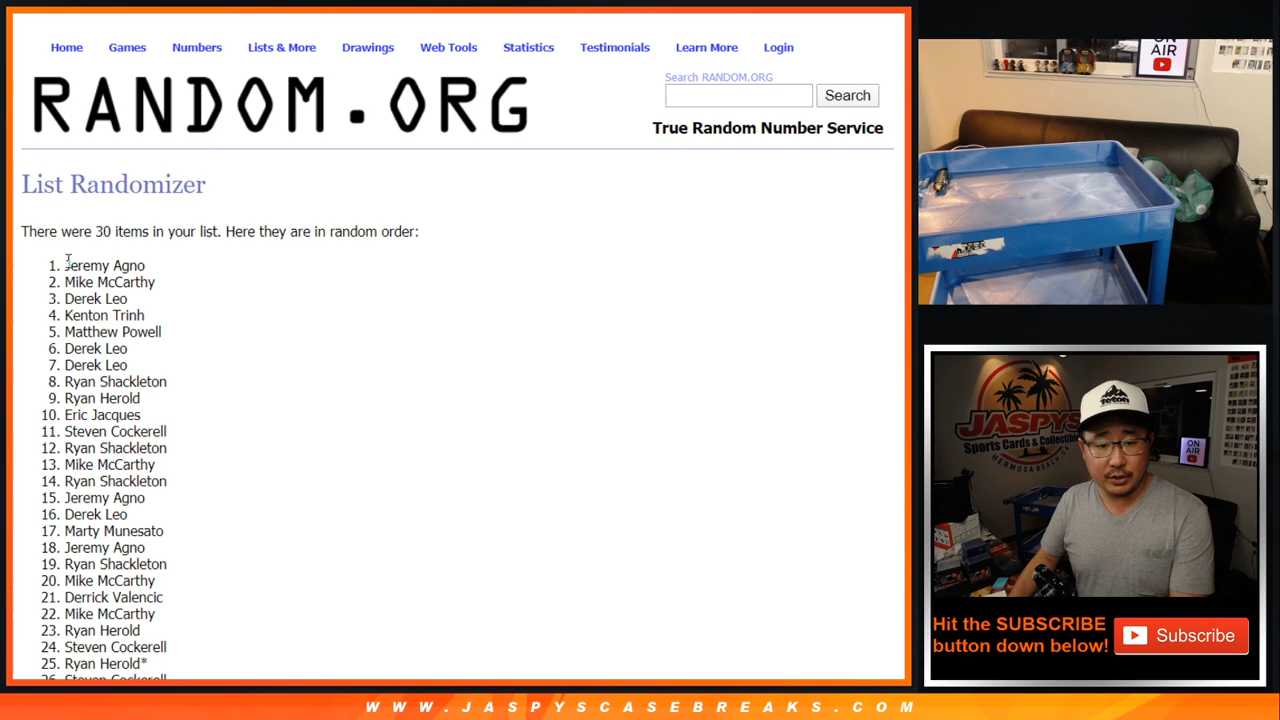 Home Games Numbers Lists & More Drawings Web Tools Statistics Testimonials Learn More Login
RANDOM.ORG
Search RANDOM.ORG
Search
True Random Number Service
List Randomizer
There were 30 items in your list. Here they are in random order:
1. Jeremy Agno
2. Mike McCarthy
3. Derek Leo
4. Kenton Trinh
5. Matthew Powell
6. Derek Leo
7. Derek Leo
8. Ryan Shackleton
9. Ryan Herold
10. Eric Jacques
11. Steven Cockerell
12. Ryan Shackleton
13. Mike McCarthy
14. Ryan Shackleton
15. Jeremy Agno
16. Derek Leo
17. Marty Munesato
18. Jeremy Agno
19. Ryan Shackleton
20. Mike McCarthy
21. Derrick Valencic
22. Mike McCarthy
23. Ryan Herold
24. Steven Cockerell
25. Ryan Herold*
26. Steven Cockerell
ON
AIR
JASPYS
Sports Cards & Collectibles
HERMOSA BEACH, CA
ON
AIR
Hit the SUBSCRIBE
button down below!
Subscribe
WWW.JASPYSCASEBREAKS.COM